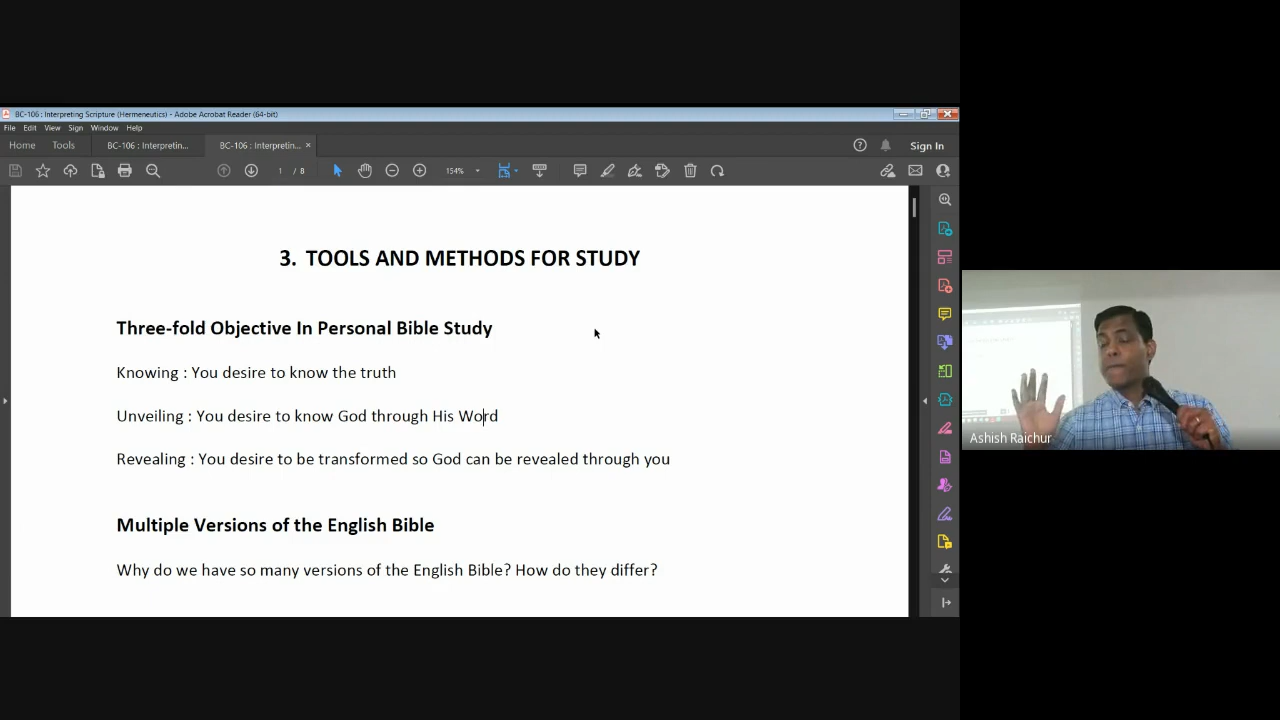 BC-106 : Interpreting Scripture (Hermeneutics) - Adobe Acrobat Reader (64-bit)
File Edit View Sign Window Help
Home Tools BC-106 : Interpretin... BC-106 : Interpretin... × Sign In
1 / 8 154%
3. TOOLS AND METHODS FOR STUDY
Three-fold Objective In Personal Bible Study
Knowing : You desire to know the truth
Unveiling : You desire to know God through His Word
Revealing : You desire to be transformed so God can be revealed through you
Multiple Versions of the English Bible
Why do we have so many versions of the English Bible? How do they differ?
Ashish Raichur